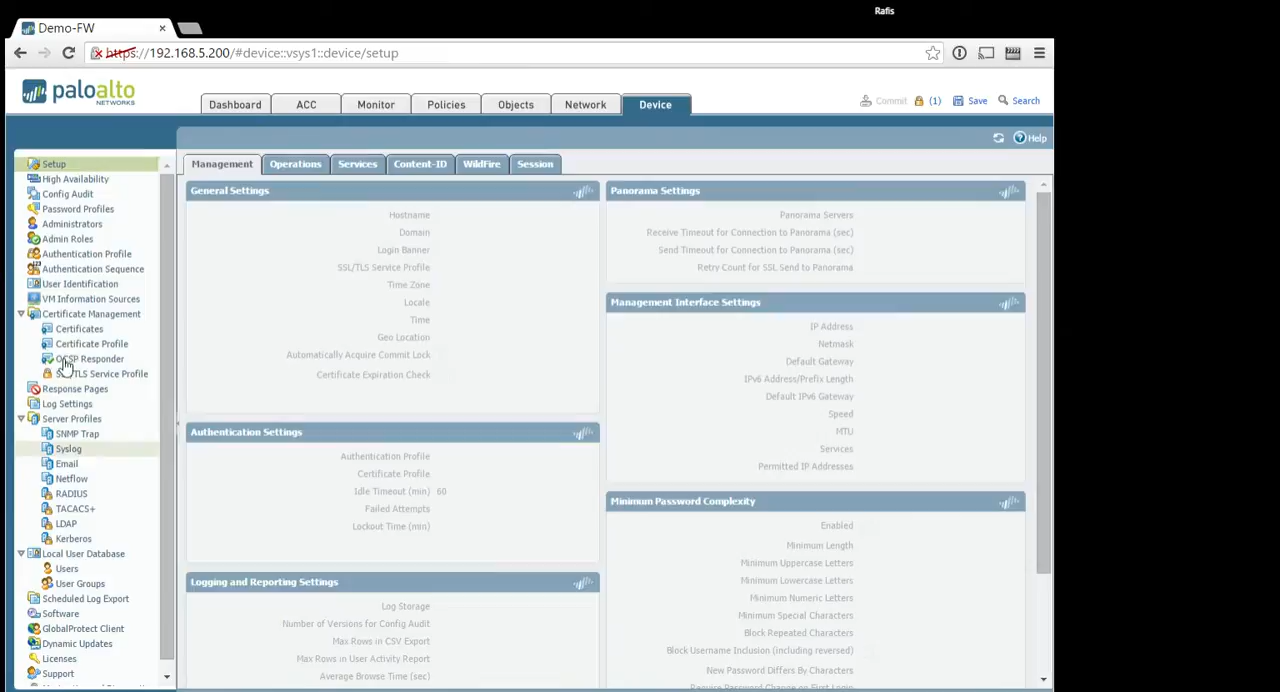 Rafis
Demo-FW
https://192.168.5.200/#device::vsys1::device/setup
paloalto
NETWORKS
Dashboard
ACC
Monitor
Policies
Objects
Network
Device
Commit
(1)
Save
Search
Help
Setup
High Availability
Config Audit
Password Profiles
Administrators
Admin Roles
Authentication Profile
Authentication Sequence
User Identification
VM Information Sources
Certificate Management
Certificates
Certificate Profile
OCSP Responder
SSL/TLS Service Profile
Response Pages
Log Settings
Server Profiles
SNMP Trap
Syslog
Email
Netflow
RADIUS
TACACS+
LDAP
Kerberos
Local User Database
Users
User Groups
Scheduled Log Export
Software
GlobalProtect Client
Dynamic Updates
Licenses
Support
Management
Operations
Services
Content-ID
WildFire
Session
General Settings
Hostname
Domain
Login Banner
SSL/TLS Service Profile
Time Zone
Locale
Time
Geo Location
Automatically Acquire Commit Lock
Certificate Expiration Check
Authentication Settings
Authentication Profile
Certificate Profile
Idle Timeout (min) 60
Failed Attempts
Lockout Time (min)
Logging and Reporting Settings
Log Storage
Number of Versions for Config Audit
Max Rows in CSV Export
Max Rows in User Activity Report
Average Browse Time (sec)
Panorama Settings
Panorama Servers
Receive Timeout for Connection to Panorama (sec)
Send Timeout for Connection to Panorama (sec)
Retry Count for SSL Send to Panorama
Management Interface Settings
IP Address
Netmask
Default Gateway
IPv6 Address/Prefix Length
Default IPv6 Gateway
Speed
MTU
Services
Permitted IP Addresses
Minimum Password Complexity
Enabled
Minimum Length
Minimum Uppercase Letters
Minimum Lowercase Letters
Minimum Numeric Letters
Minimum Special Characters
Block Repeated Characters
Block Username Inclusion (including reversed)
New Password Differs By Characters
Require Password Change on First Login